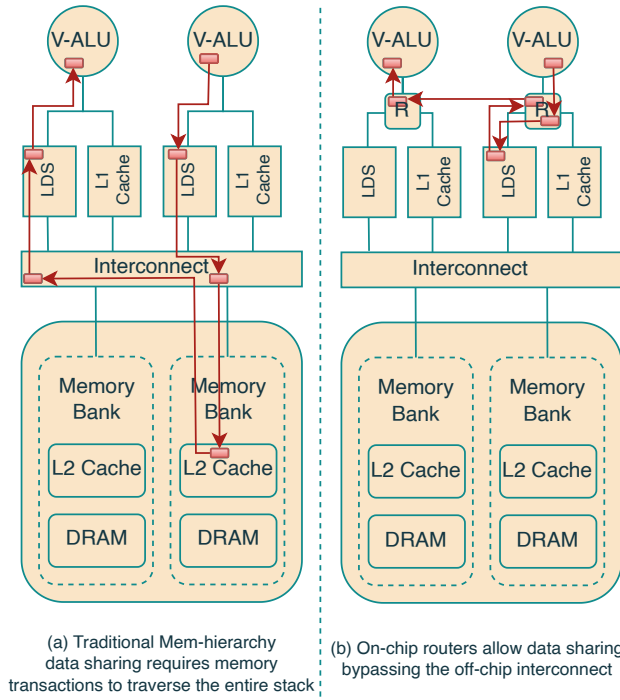 V-ALU
V-ALU
LDS
L1
Cache
LDS
L1
Cache
Interconnect
Memory
Bank
Memory
Bank
L2 Cache
L2 Cache
DRAM
DRAM
(a) Traditional Mem-hierarchy
data sharing requires memory
transactions to traverse the entire stack
V-ALU
V-ALU
R
R
LDS
L1
Cache
LDS
L1
Cache
Interconnect
Memory
Bank
Memory
Bank
L2 Cache
L2 Cache
DRAM
DRAM
(b) On-chip routers allow data sharing
bypassing the off-chip interconnect